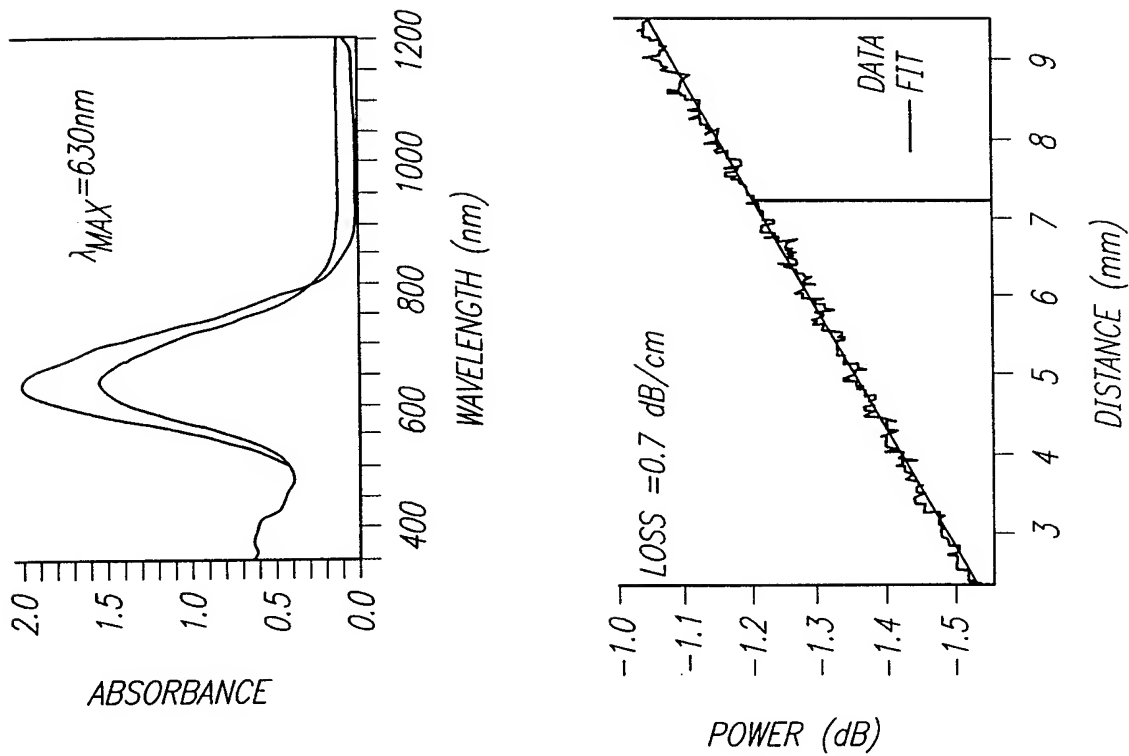 ABSORBANCE
2.0
1.5
1.0
0.5
0.0
λMAX=630nm
400
600
800
1000
1200
WAVELENGTH (nm)
POWER (dB)
-1.0
-1.1
-1.2
-1.3
-1.4
-1.5
LOSS =0.7 dB/cm
DATA
FIT
3
4
5
6
7
8
9
DISTANCE (mm)